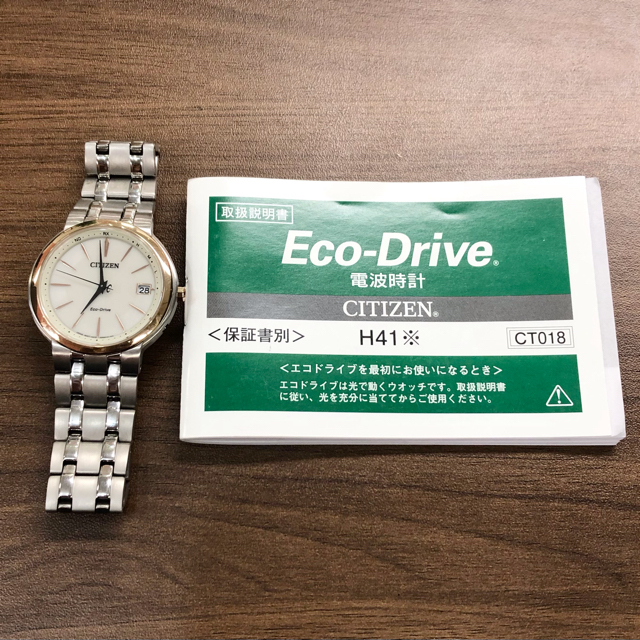 NO RX
CITIZEN
28
Eco-Drive
取扱説明書
Eco-Drive®
電波時計
CITIZEN®
＜保証書別＞ H41※ CT018
＜エコドライブを最初にお使いになるとき＞
エコドライブは光で動くウオッチです。取扱説明書
に従い、光を充分に当ててからご使用ください。